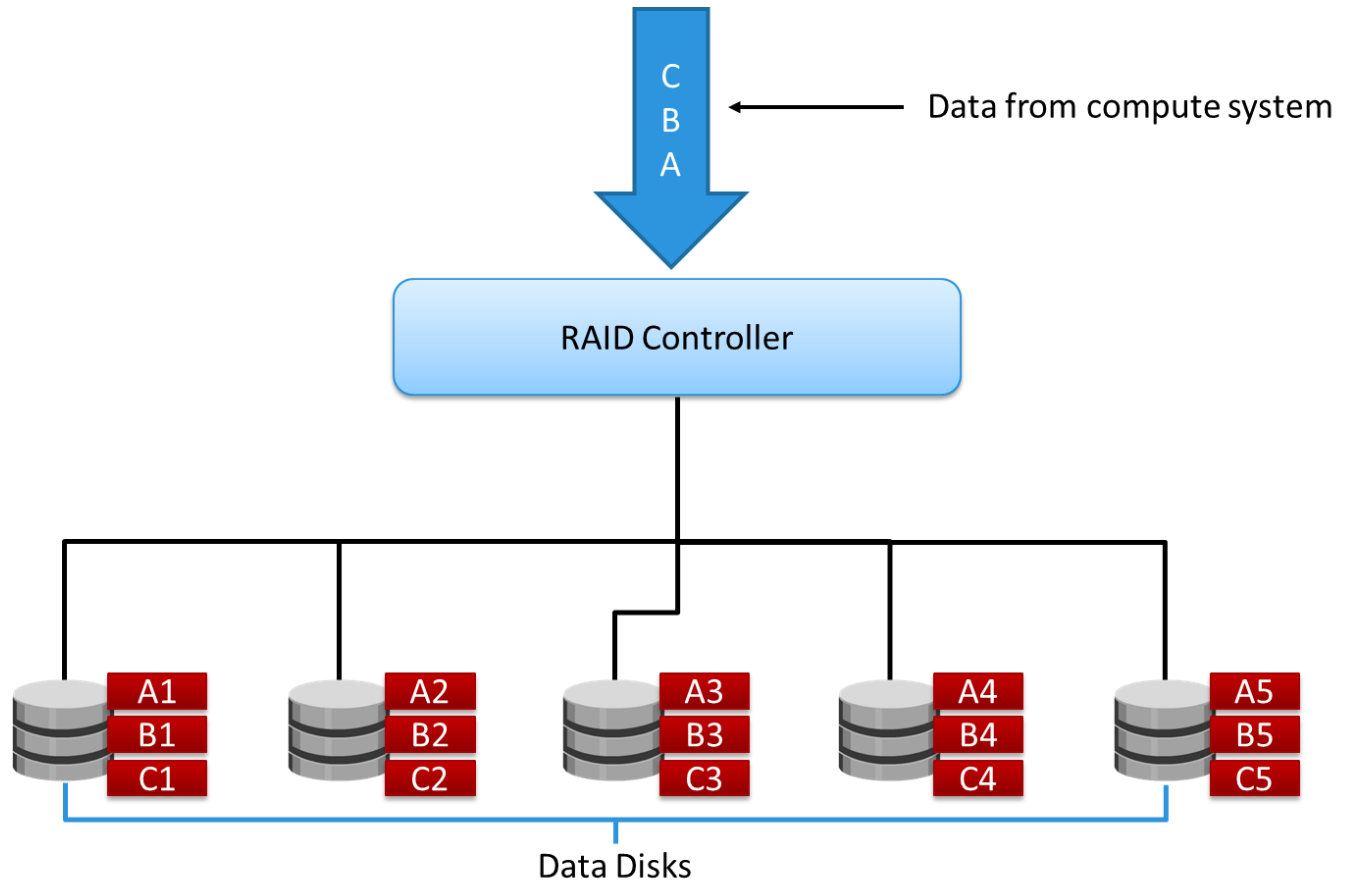 C
B
A
Data from compute system
RAID Controller
A1
B1
C1
A2
B2
C2
A3
B3
C3
A4
B4
C4
A5
B5
C5
Data Disks